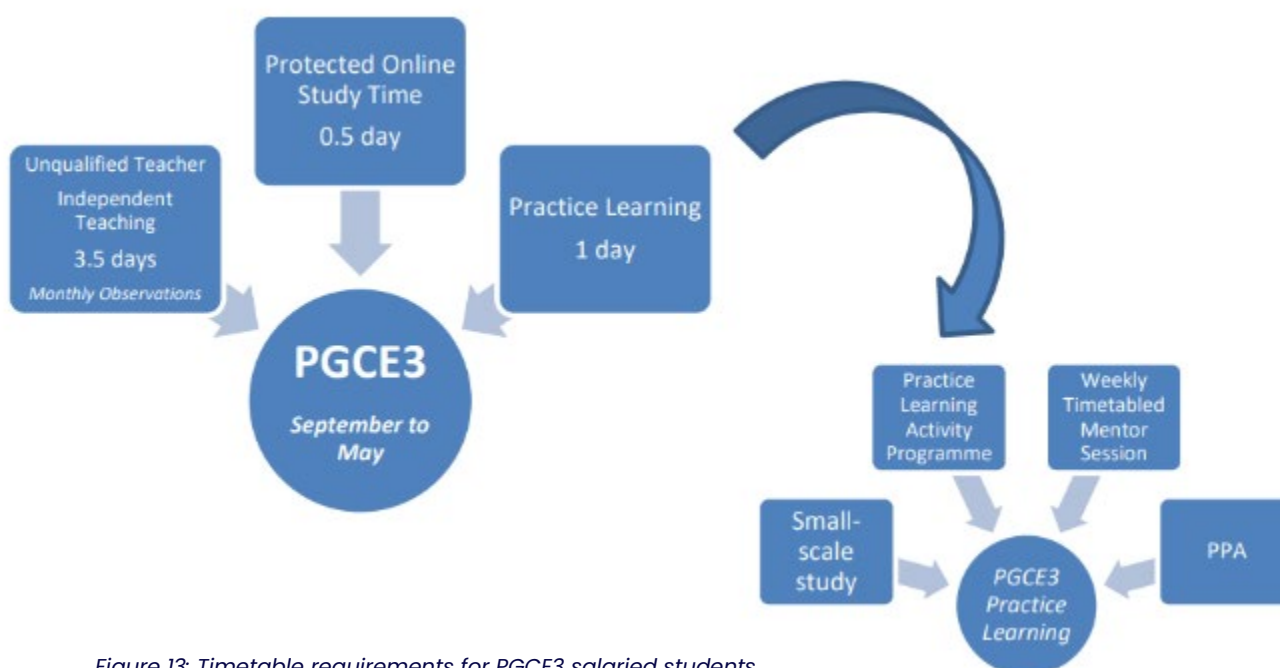 Protected Online
Study Time
0.5 day
Unqualified Teacher
Independent
Teaching
3.5 days
Monthly Observations
Practice Learning
1 day
PGCE3
September to
May
Practice
Learning
Activity
Programme
Weekly
Timetabled
Mentor
Session
Small-
scale
study
PPA
PGCE3
Practice
Learning
Figure 13: Timetable requirements for PGCE3 salaried students